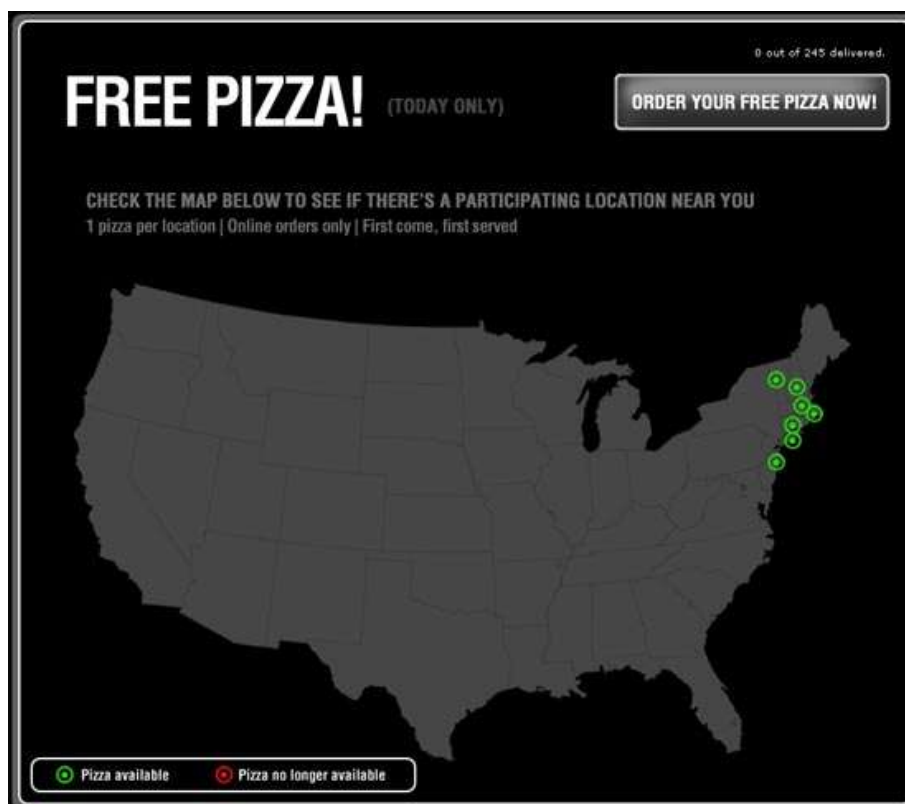 0 out of 245 delivered.
FREE PIZZA! (TODAY ONLY)
ORDER YOUR FREE PIZZA NOW!
CHECK THE MAP BELOW TO SEE IF THERE'S A PARTICIPATING LOCATION NEAR YOU
1 pizza per location | Online orders only | First come, first served
Pizza available
Pizza no longer available